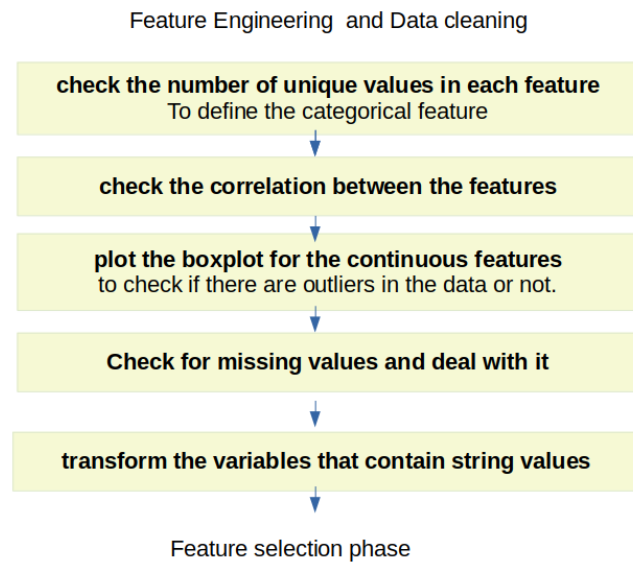 Feature Engineering  and Data cleaning
check the number of unique values in each feature
To define the categorical feature
check the correlation between the features
plot the boxplot for the continuous features
to check if there are outliers in the data or not.
Check for missing values and deal with it
transform the variables that contain string values
Feature selection phase